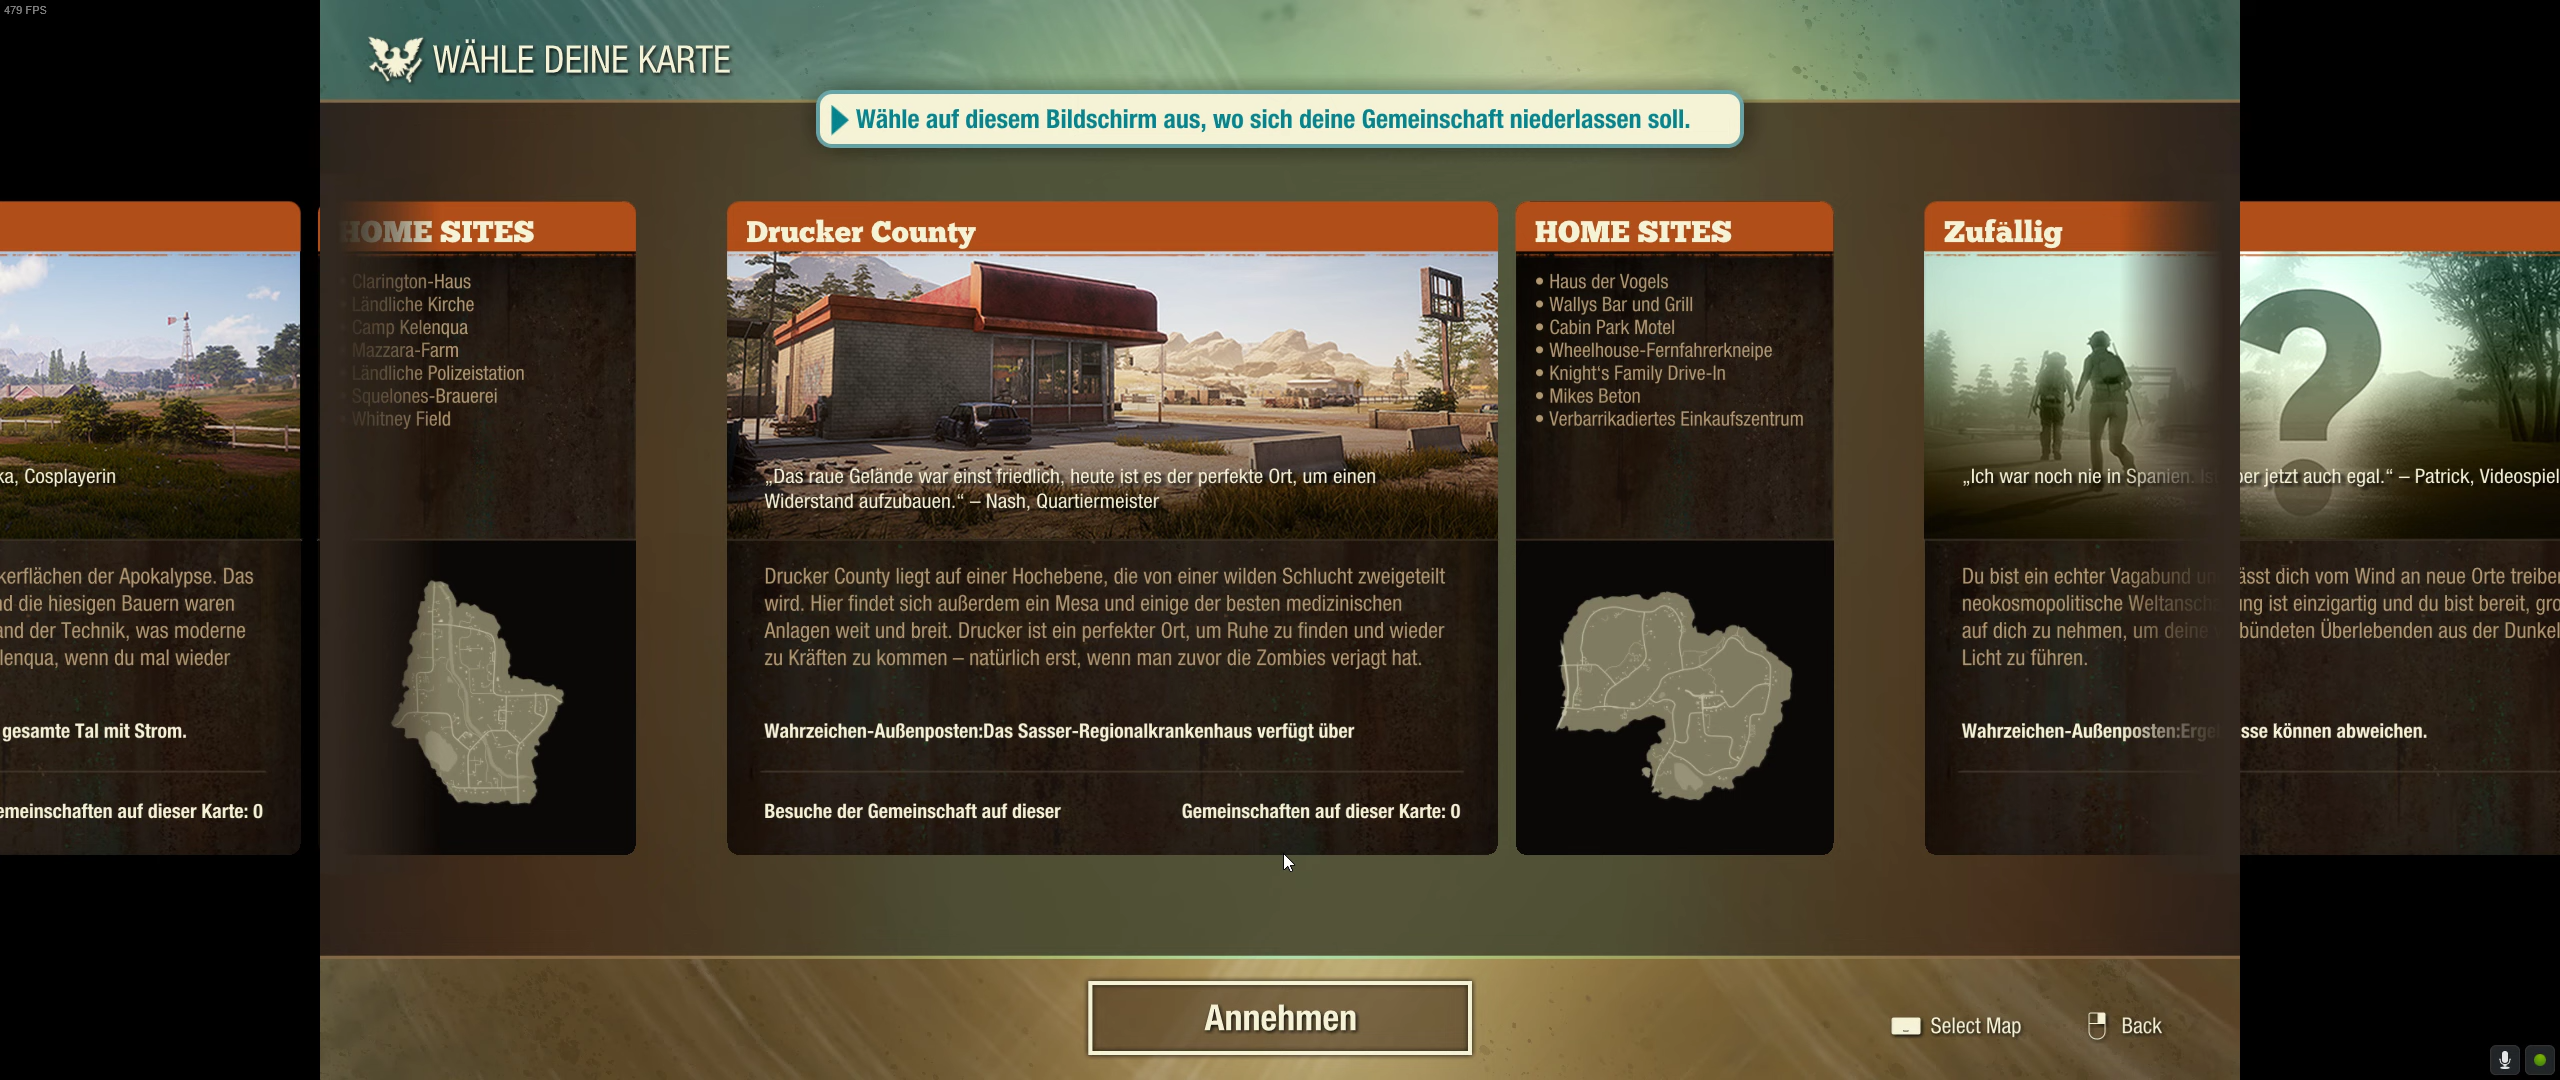 479 FPS
WÄHLE DEINE KARTE
Wähle auf diesem Bildschirm aus, wo sich deine Gemeinschaft niederlassen soll.
ka, Cosplayerin
kerflächen der Apokalypse. Das
nd die hiesigen Bauern waren
and der Technik, was moderne
lenqua, wenn du mal wieder
gesamte Tal mit Strom.
emeinschaften auf dieser Karte: 0
HOME SITES
• Clarington-Haus
• Ländliche Kirche
• Camp Kelenqua
• Mazzara-Farm
• Ländliche Polizeistation
• Squelones-Brauerei
• Whitney Field
Drucker County
„Das raue Gelände war einst friedlich, heute ist es der perfekte Ort, um einen
Widerstand aufzubauen.“ – Nash, Quartiermeister
Drucker County liegt auf einer Hochebene, die von einer wilden Schlucht zweigeteilt
wird. Hier findet sich außerdem ein Mesa und einige der besten medizinischen
Anlagen weit und breit. Drucker ist ein perfekter Ort, um Ruhe zu finden und wieder
zu Kräften zu kommen – natürlich erst, wenn man zuvor die Zombies verjagt hat.
Wahrzeichen-Außenposten:Das Sasser-Regionalkrankenhaus verfügt über
Besuche der Gemeinschaft auf dieser
Gemeinschaften auf dieser Karte: 0
HOME SITES
• Haus der Vogels
• Wallys Bar und Grill
• Cabin Park Motel
• Wheelhouse-Fernfahrerkneipe
• Knight's Family Drive-In
• Mikes Beton
• Verbarrikadiertes Einkaufszentrum
Zufällig
„Ich war noch nie in Spanien. Ist aber jetzt auch egal.“ – Patrick, Videospiel
Du bist ein echter Vagabund und lässt dich vom Wind an neue Orte treiben
neokosmopolitische Weltanschauung ist einzigartig und du bist bereit, gro
auf dich zu nehmen, um deine verbündeten Überlebenden aus der Dunkel
Licht zu führen.
Wahrzeichen-Außenposten:Ergebnisse können abweichen.
Annehmen
Select Map
Back